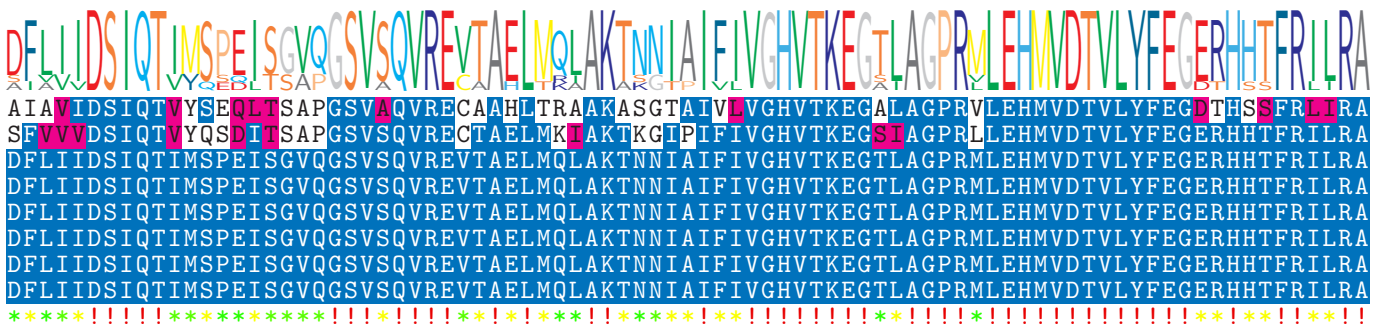 DFLIIDSIQTIMSPEISGVQGSVSQVREVTAELMQLAKTNNIAIFIVGHVTKEGTLAGPRMLEHMVDTVLYFEGERHHTFRILRA
AIAVIDSIQTVYSEQLTSAPGSVAQVRECAAHLTRAAKASGTAIVLVGHVTKEGALAGPRVLEHMVDTVLYFEGDTHSSFRLIRA
SFVVVDSIQTVYQSDITSAPGSVSQVRECTAELMKIAKTKGIPIFIVGHVTKEGSIAGPRLLEHMVDTVLYFEGERHHTFRILRA
DFLIIDSIQTIMSPEISGVQGSVSQVREVTAELMQLAKTNNIAIFIVGHVTKEGTLAGPRMLEHMVDTVLYFEGERHHTFRILRA
DFLIIDSIQTIMSPEISGVQGSVSQVREVTAELMQLAKTNNIAIFIVGHVTKEGTLAGPRMLEHMVDTVLYFEGERHHTFRILRA
DFLIIDSIQTIMSPEISGVQGSVSQVREVTAELMQLAKTNNIAIFIVGHVTKEGTLAGPRMLEHMVDTVLYFEGERHHTFRILRA
DFLIIDSIQTIMSPEISGVQGSVSQVREVTAELMQLAKTNNIAIFIVGHVTKEGTLAGPRMLEHMVDTVLYFEGERHHTFRILRA
DFLIIDSIQTIMSPEISGVQGSVSQVREVTAELMQLAKTNNIAIFIVGHVTKEGTLAGPRMLEHMVDTVLYFEGERHHTFRILRA
DFLIIDSIQTIMSPEISGVQGSVSQVREVTAELMQLAKTNNIAIFIVGHVTKEGTLAGPRMLEHMVDTVLYFEGERHHTFRILRA
*****!!!!!**********!!!*!!!!**!*!***!!*****!**!!!!!!!!**!!!!*!!!!!!!!!!!!!**!**!!**!!